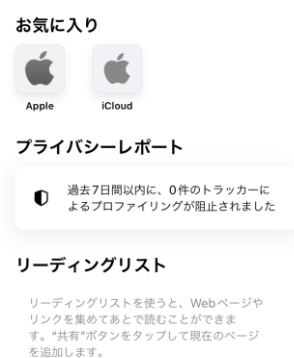 お気に入り
Apple iCloud
プライバシーレポート
過去7日間以内に、0件のトラッカーに
よるプロファイリングが阻止されました
リーディングリスト
リーディングリストを使うと、Webページや
リンクを集めてあとで読むことができま
す。“共有”ボタンをタップして現在のページ
を追加します。